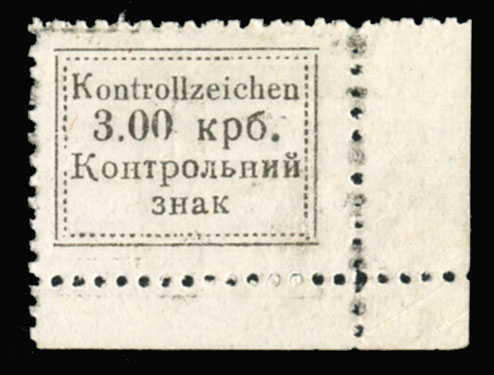 Kontrollzeichen
3.00 крб.
Контрольний
знак